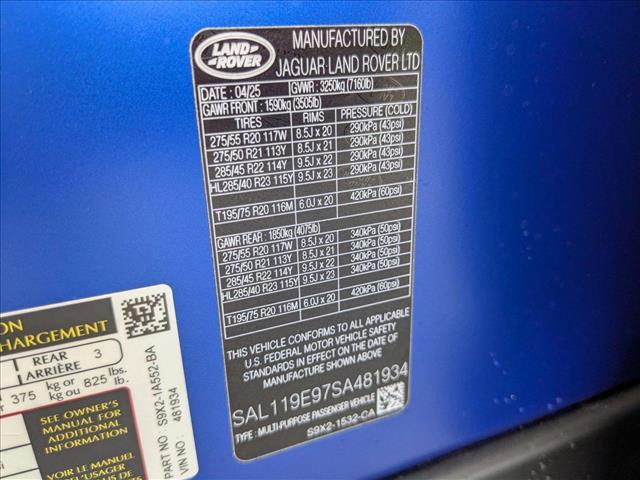 LAND ROVER
MANUFACTURED BY
JAGUAR LAND ROVER LTD
DATE : 04/25 GVWR : 3250kg (7160lb)
GAWR FRONT : 1590kg (3505lb)
TIRES RIMS PRESSURE (COLD)
275/55 R20 117W 8.5J x 20 290kPa (43psi)
275/50 R21 113Y 8.5J x 21 290kPa (43psi)
285/45 R22 114Y 9.5J x 22 290kPa (43psi)
HL285/40 R23 115Y 9.5J x 23 290kPa (43psi)
T195/75 R20 116M 6.0J x 20 420kPa (60psi)
GAWR REAR : 1850kg (4075lb)
275/55 R20 117W 8.5J x 20 340kPa (50psi)
275/50 R21 113Y 8.5J x 21 340kPa (50psi)
285/45 R22 114Y 9.5J x 22 340kPa (50psi)
HL285/40 R23 115Y 9.5J x 23 340kPa (50psi)
T195/75 R20 116M 6.0J x 20 420kPa (60psi)
THIS VEHICLE CONFORMS TO ALL APPLICABLE
U.S. FEDERAL MOTOR VEHICLE SAFETY
STANDARDS IN EFFECT ON THE DATE OF
MANUFACTURE SHOWN ABOVE
SAL119E97SA481934
TYPE : MULTI-PURPOSE PASSENGER VEHICLE
S9X2-1532-CA
ON
CHARGEMENT
REAR 3
ARRIÈRE
375 kg or 825 lb.
kg ou lb.
SEE OWNER'S
MANUAL FOR
ADDITIONAL
INFORMATION
VOIR LE MANUEL
L'USAGER
PART NO S9X2-1A552-BA
VIN NO 481934